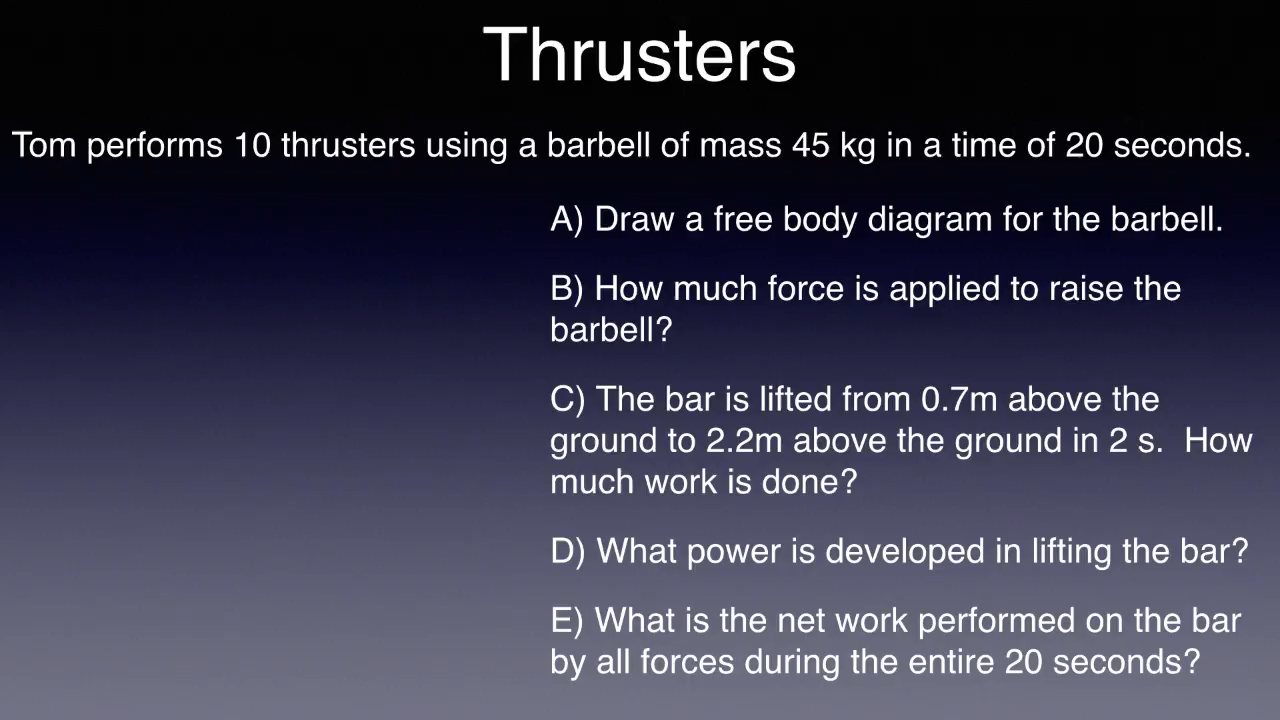 Thrusters
Tom performs 10 thrusters using a barbell of mass 45 kg in a time of 20 seconds.
A) Draw a free body diagram for the barbell.
B) How much force is applied to raise the
barbell?
C) The bar is lifted from 0.7m above the
ground to 2.2m above the ground in 2 s.  How
much work is done?
D) What power is developed in lifting the bar?
E) What is the net work performed on the bar
by all forces during the entire 20 seconds?